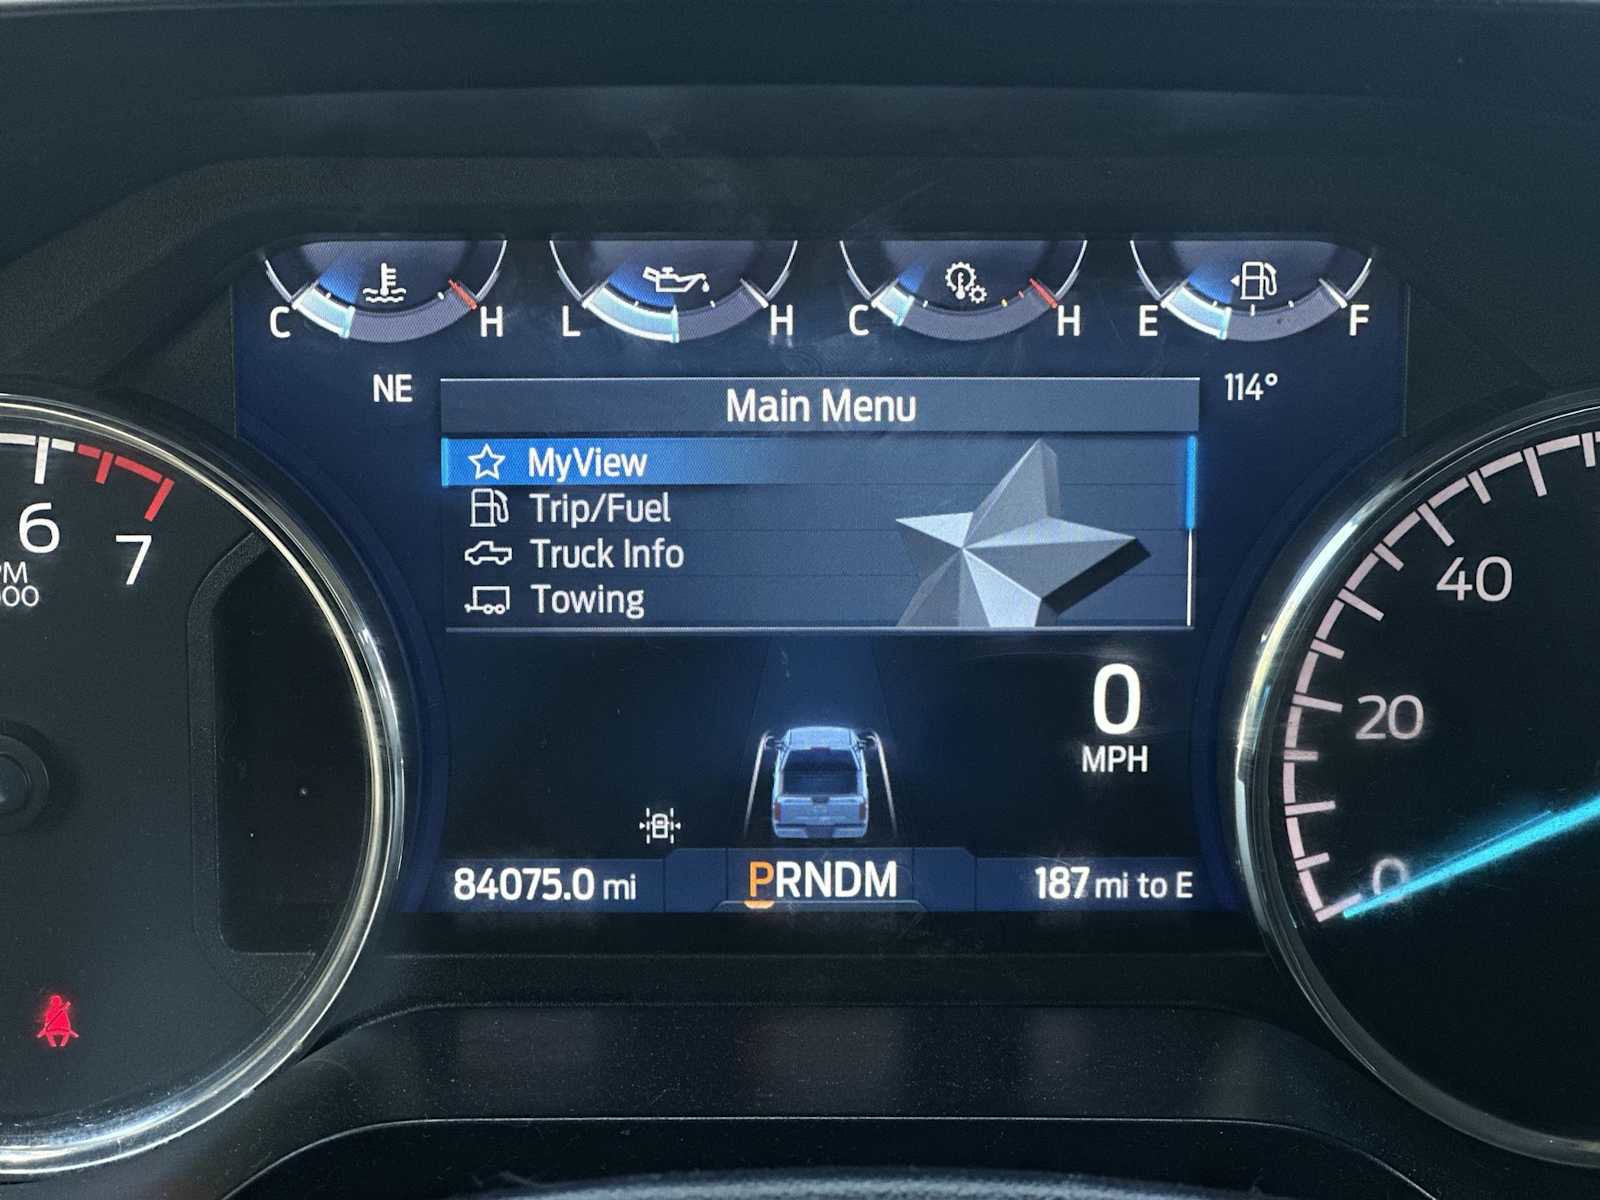 C H L H C H E F
NE 114°
Main Menu
MyView
Trip/Fuel
Truck Info
Towing
6
7
40
20
0
0
MPH
84075.0 mi
PRNDM
187 mi to E